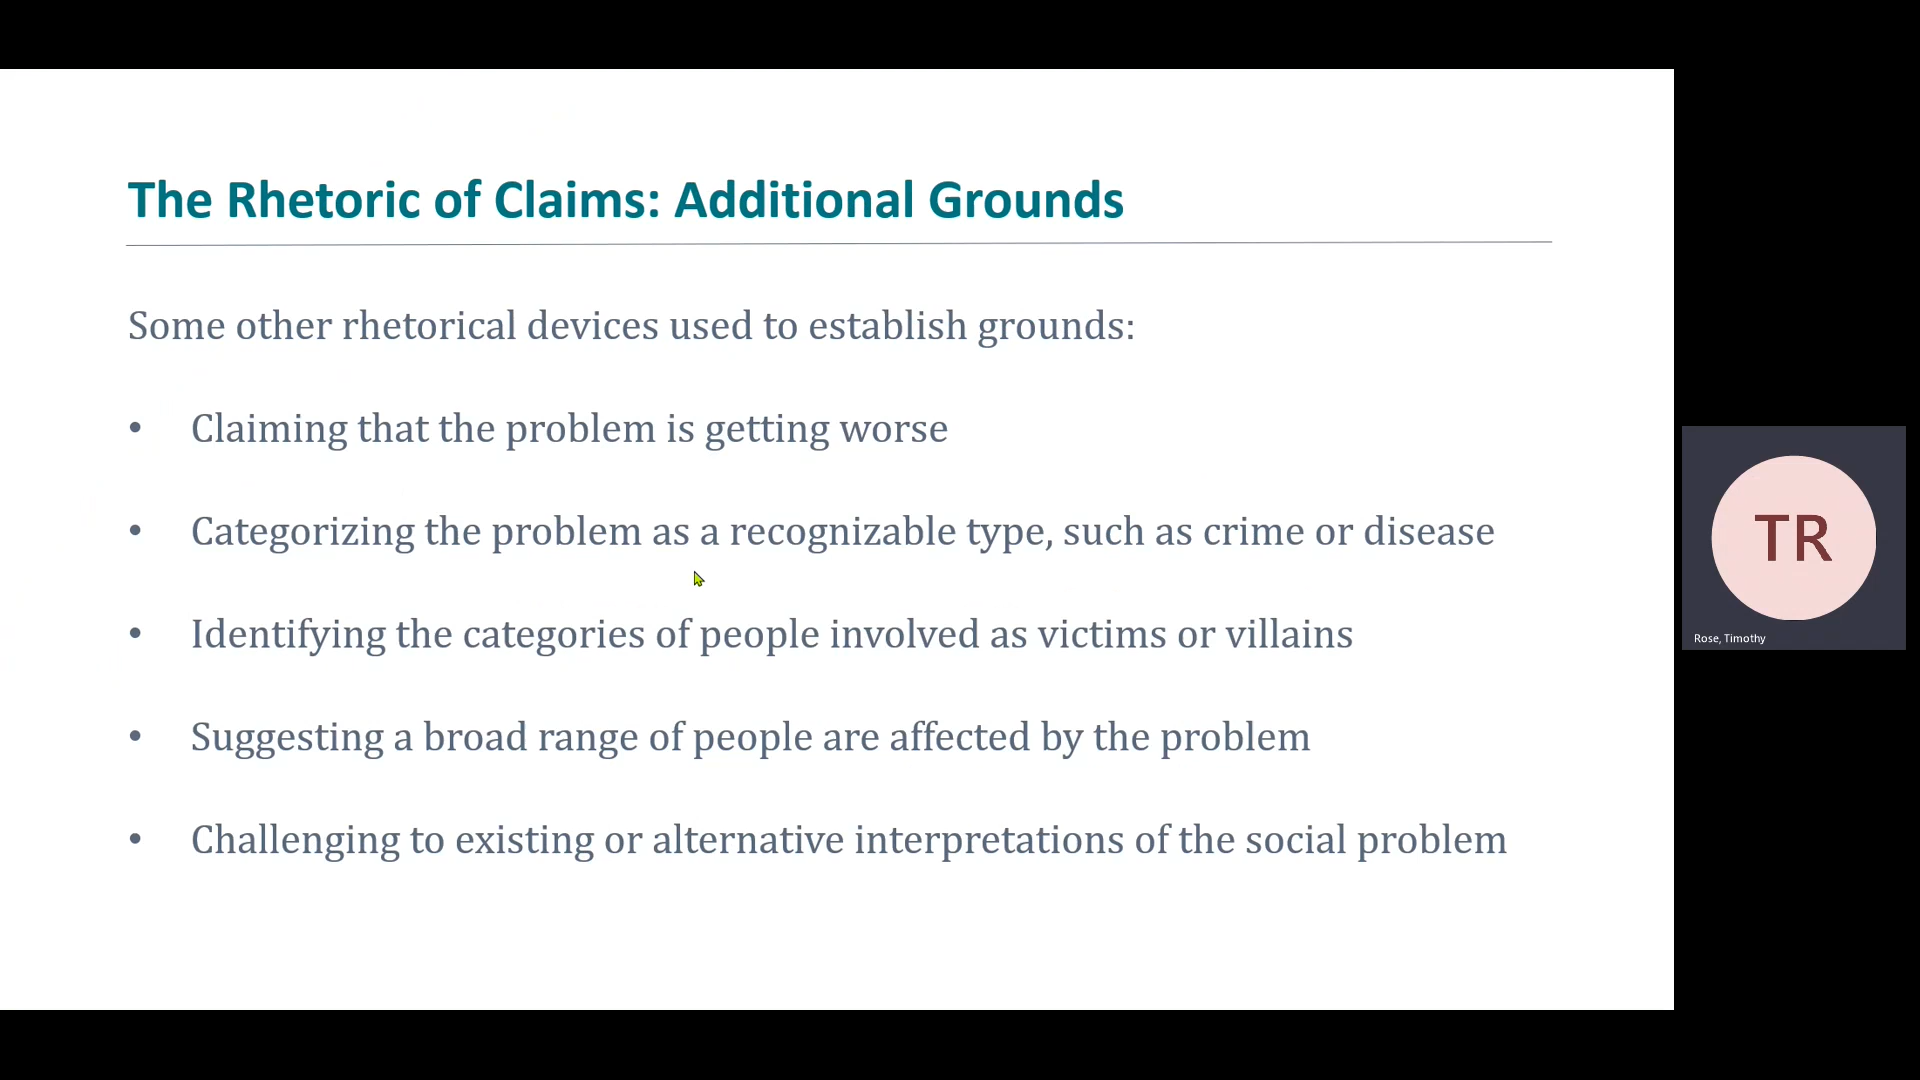 The Rhetoric of Claims: Additional Grounds
Some other rhetorical devices used to establish grounds:
• Claiming that the problem is getting worse
• Categorizing the problem as a recognizable type, such as crime or disease
• Identifying the categories of people involved as victims or villains
• Suggesting a broad range of people are affected by the problem
• Challenging to existing or alternative interpretations of the social problem
TR
Rose, Timothy